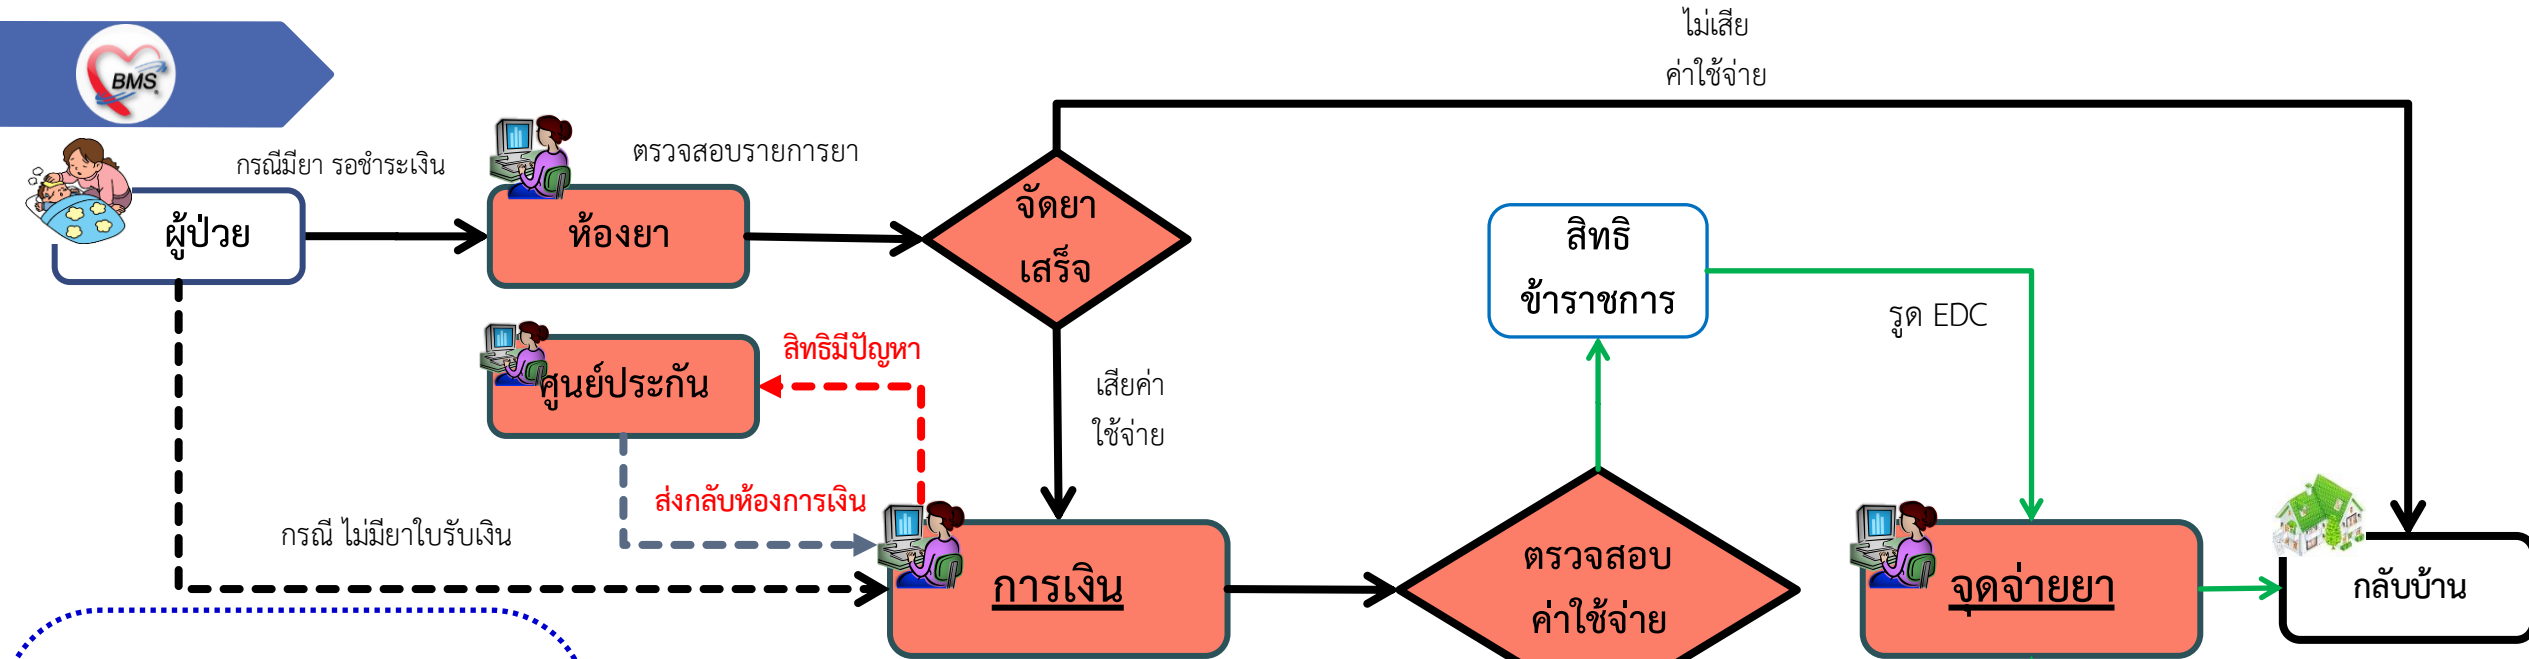 ไม่เสีย
ค่าใช้จ่าย
BMS
กรณีมียา รอชำระเงิน
ตรวจสอบรายการยา
ผู้ป่วย
ห้องยา
จัดยา
เสร็จ
สิทธิ
ข้าราชการ
รูด EDC
สิทธิมีปัญหา
ศูนย์ประกัน
เสียค่า
ใช้จ่าย
ส่งกลับห้องการเงิน
กรณี ไม่มียาใบรับเงิน
การเงิน
ตรวจสอบ
ค่าใช้จ่าย
จุดจ่ายยา
กลับบ้าน